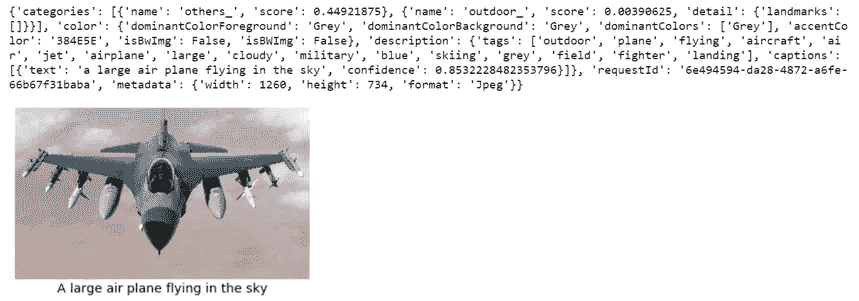 {'categories': [{'name': 'others_', 'score': 0.44921875}, {'name': 'outdoor_', 'score': 0.00390625, 'detail': {'landmarks':
[]}}], 'color': {'dominantColorForeground': 'Grey', 'dominantColorBackground': 'Grey', 'dominantColors': ['Grey'], 'accentCo
lor': '384E5E', 'isBwImg': False, 'isBWImg': False}, 'description': {'tags': ['outdoor', 'plane', 'flying', 'aircraft', 'ai
r', 'jet', 'airplane', 'large', 'cloudy', 'military', 'blue', 'skiing', 'grey', 'field', 'fighter', 'landing'], 'captions':
[{'text': 'a large air plane flying in the sky', 'confidence': 0.8532228482353796}]}, 'requestId': '6e494594-da28-4872-a6fe-
66b67f31baba', 'metadata': {'width': 1260, 'height': 734, 'format': 'Jpeg'}}
A large air plane flying in the sky